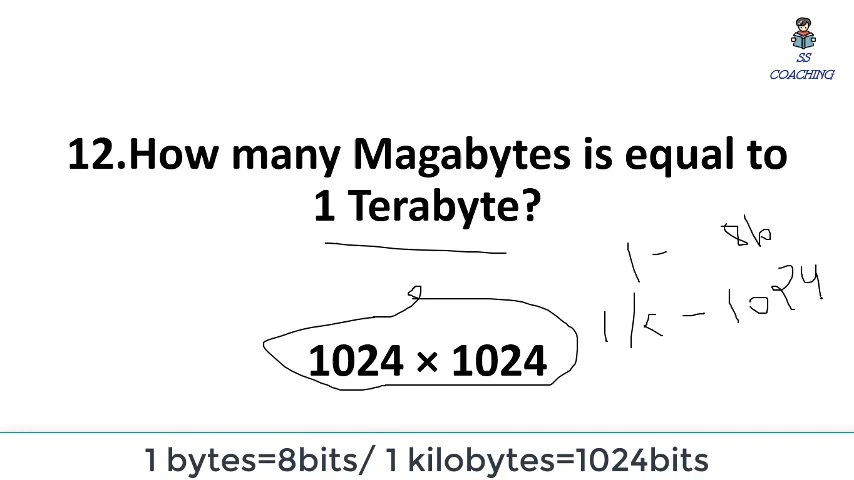 SS
COACHING
12.How many Magabytes is equal to
1 Terabyte?
1 - 8b
1k - 1024
1024 × 1024
1 bytes=8bits/ 1 kilobytes=1024bits